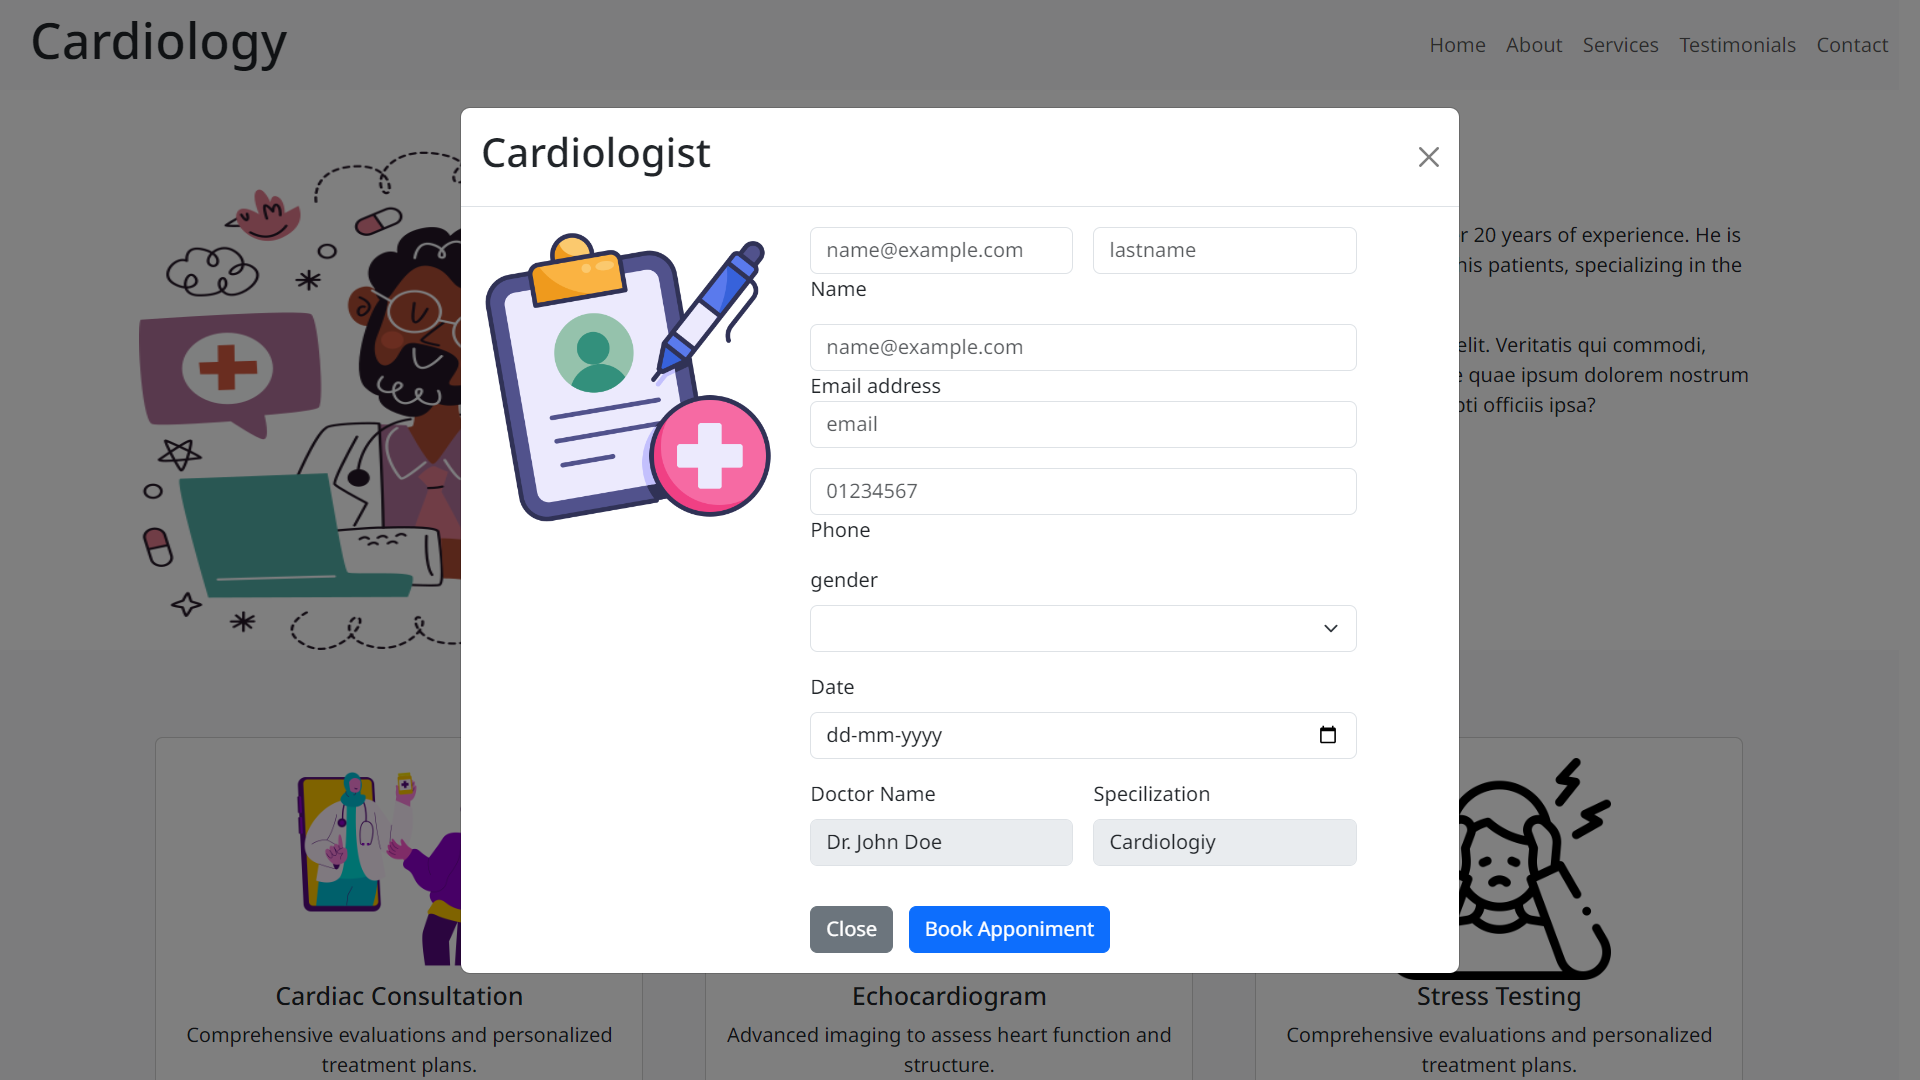 Cardiology
Home About Services Testimonials Contact
Cardiologist
r 20 years of experience. He is
his patients, specializing in the
elit. Veritatis qui commodi,
e quae ipsum dolorem nostrum
pti officiis ipsa?
name@example.com lastname
Name
name@example.com
Email address
email
01234567
Phone
gender
Date
dd-mm-yyyy
Doctor Name Specilization
Dr. John Doe Cardiologiy
Close Book Apponiment
Cardiac Consultation
Comprehensive evaluations and personalized
treatment plans.
Echocardiogram
Advanced imaging to assess heart function and
structure.
Stress Testing
Comprehensive evaluations and personalized
treatment plans.